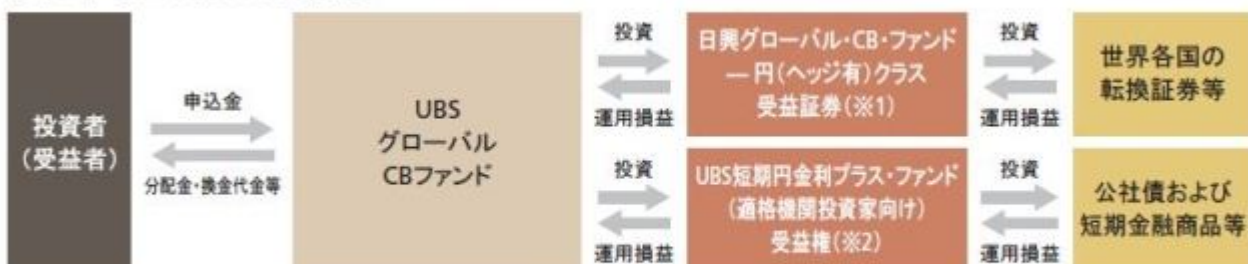 投資者
（受益者）
申込金
分配金・換金代金等
UBS
グローバル
CBファンド
投資
運用損益
日興グローバル・CB・ファンド
―円（ヘッジ有）クラス
受益証券（※1）
投資
運用損益
世界各国の
転換証券等
投資
運用損益
UBS短期円金利プラス・ファンド
（適格機関投資家向け）
受益権（※2）
投資
運用損益
公社債および
短期金融商品等